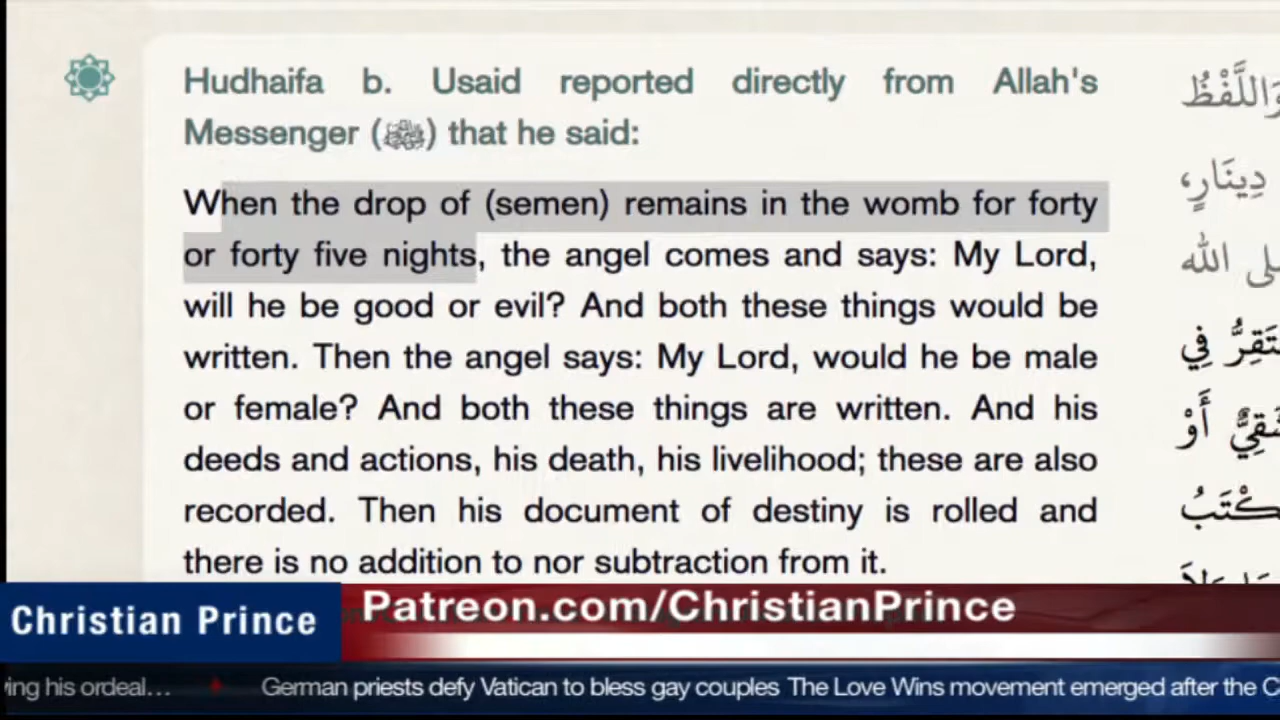 Hudhaifa b. Usaid reported directly from Allah's
Messenger (ﷺ) that he said:
When the drop of (semen) remains in the womb for forty
or forty five nights, the angel comes and says: My Lord,
will he be good or evil? And both these things would be
written. Then the angel says: My Lord, would he be male
or female? And both these things are written. And his
deeds and actions, his death, his livelihood; these are also
recorded. Then his document of destiny is rolled and
there is no addition to nor subtraction from it.
وَاللَّفْظُ
دِينَارٍ،
الله
فِي
أَوْ
Christian Prince
Patreon.com/ChristianPrince
his ordeal...
German priests defy Vatican to bless gay couples The Love Wins movement emerged after the